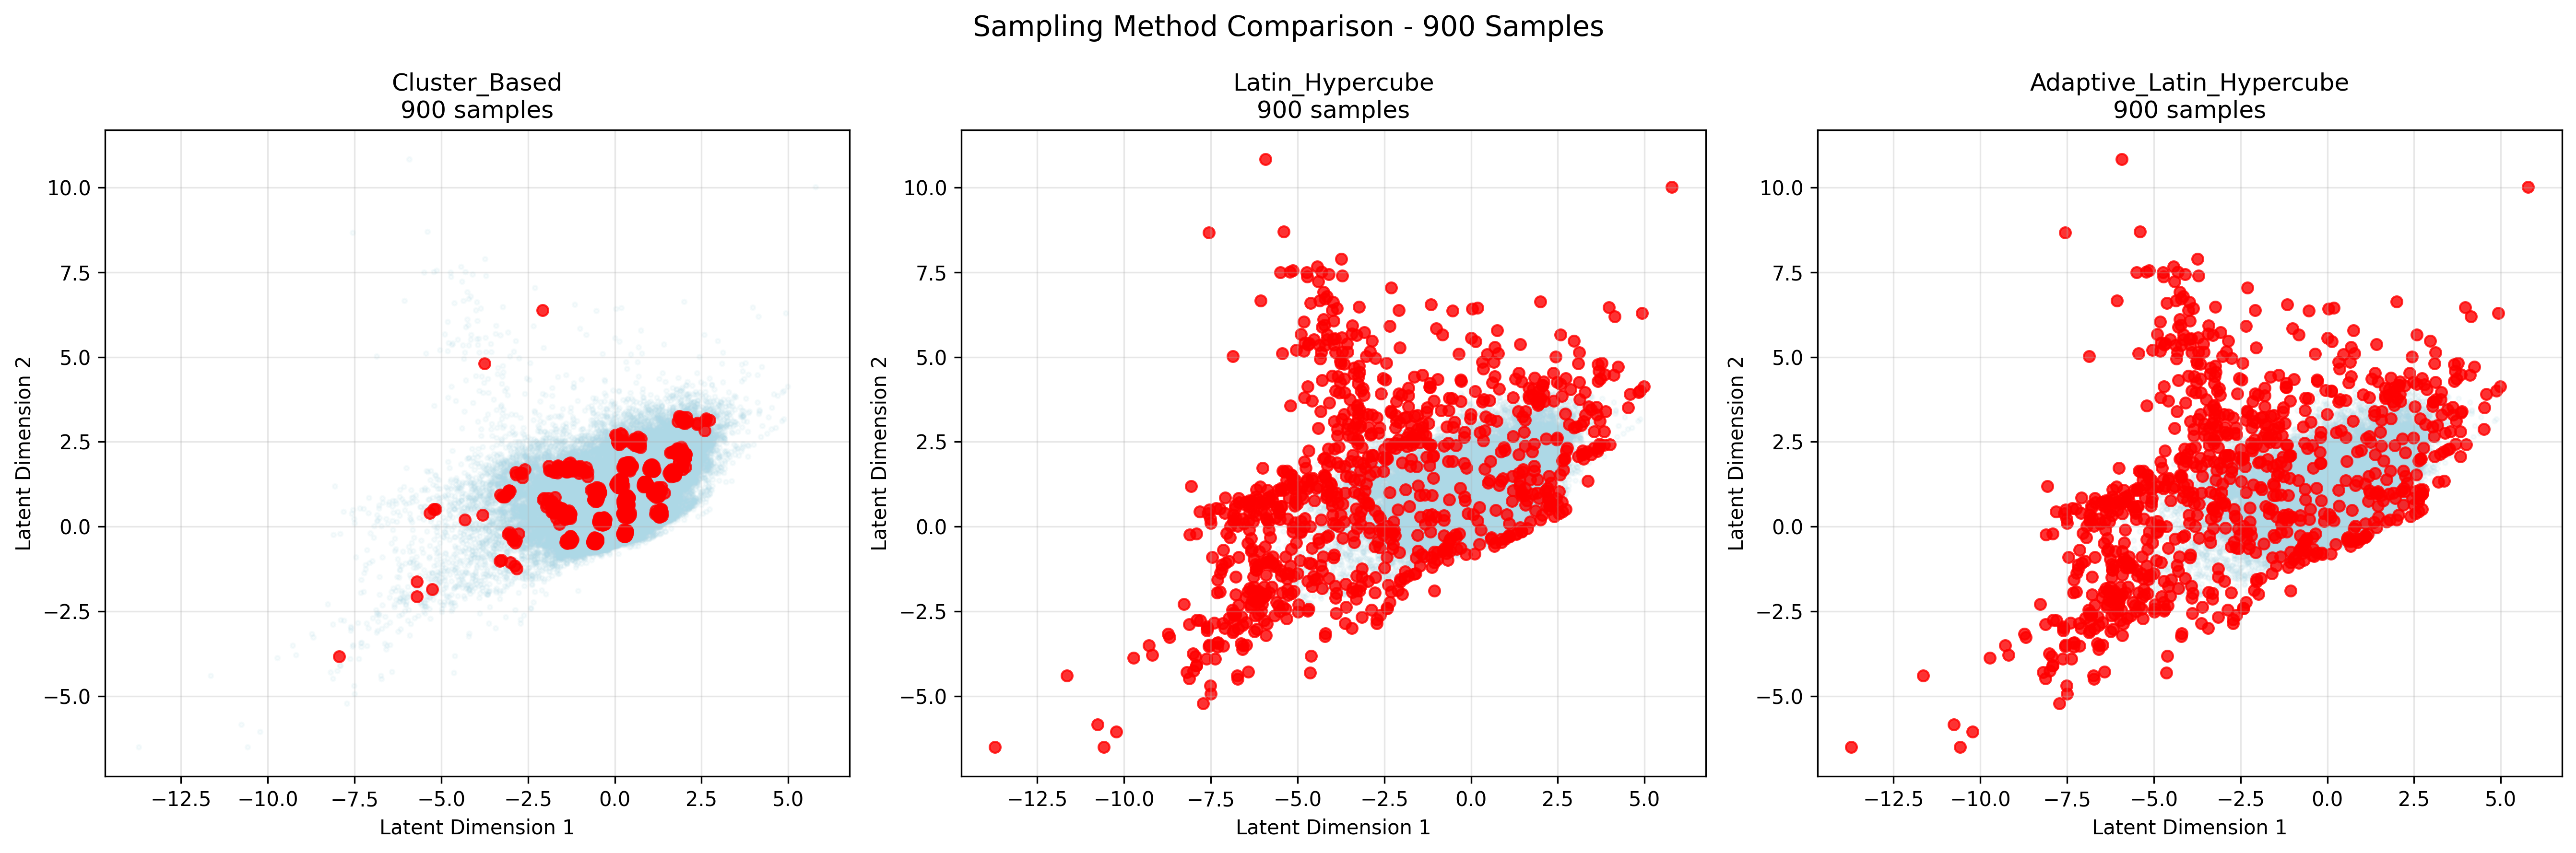 Sampling Method Comparison - 900 Samples
Cluster_Based
900 samples
Latent Dimension 2
10.0
7.5
5.0
2.5
0.0
−2.5
−5.0
−12.5 −10.0 −7.5 −5.0 −2.5 0.0 2.5 5.0
Latent Dimension 1
Latin_Hypercube
900 samples
Latent Dimension 2
10.0
7.5
5.0
2.5
0.0
−2.5
−5.0
−12.5 −10.0 −7.5 −5.0 −2.5 0.0 2.5 5.0
Latent Dimension 1
Adaptive_Latin_Hypercube
900 samples
Latent Dimension 2
10.0
7.5
5.0
2.5
0.0
−2.5
−5.0
−12.5 −10.0 −7.5 −5.0 −2.5 0.0 2.5 5.0
Latent Dimension 1